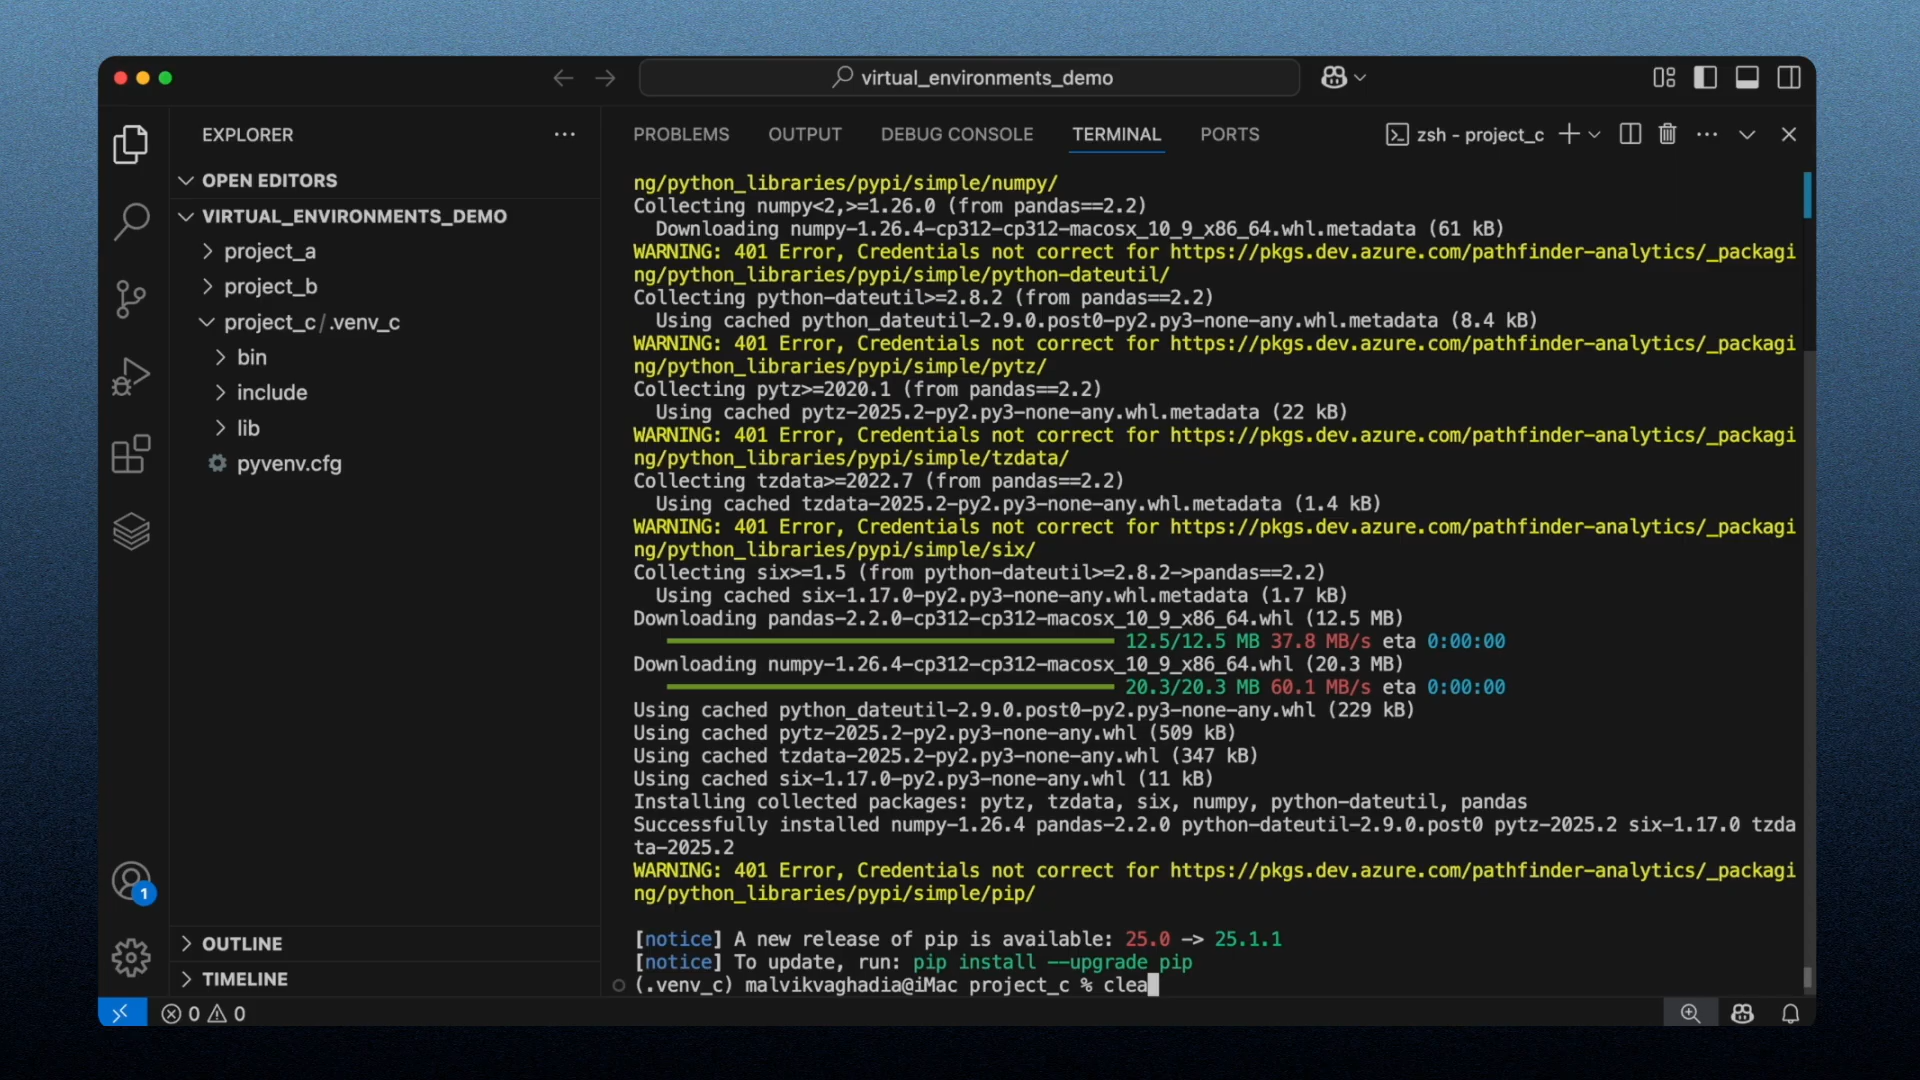 virtual_environments_demo
EXPLORER
OPEN EDITORS
VIRTUAL_ENVIRONMENTS_DEMO
project_a
project_b
project_c / .venv_c
bin
include
lib
pyvenv.cfg
1
OUTLINE
TIMELINE
PROBLEMS OUTPUT DEBUG CONSOLE TERMINAL PORTS zsh - project_c
ng/python_libraries/pypi/simple/numpy/
Collecting numpy<2,>=1.26.0 (from pandas==2.2)
Downloading numpy-1.26.4-cp312-cp312-macosx_10_9_x86_64.whl.metadata (61 kB)
WARNING: 401 Error, Credentials not correct for https://pkgs.dev.azure.com/pathfinder-analytics/_packagi
ng/python_libraries/pypi/simple/python-dateutil/
Collecting python-dateutil>=2.8.2 (from pandas==2.2)
Using cached python_dateutil-2.9.0.post0-py2.py3-none-any.whl.metadata (8.4 kB)
WARNING: 401 Error, Credentials not correct for https://pkgs.dev.azure.com/pathfinder-analytics/_packagi
ng/python_libraries/pypi/simple/pytz/
Collecting pytz>=2020.1 (from pandas==2.2)
Using cached pytz-2025.2-py2.py3-none-any.whl.metadata (22 kB)
WARNING: 401 Error, Credentials not correct for https://pkgs.dev.azure.com/pathfinder-analytics/_packagi
ng/python_libraries/pypi/simple/tzdata/
Collecting tzdata>=2022.7 (from pandas==2.2)
Using cached tzdata-2025.2-py2.py3-none-any.whl.metadata (1.4 kB)
WARNING: 401 Error, Credentials not correct for https://pkgs.dev.azure.com/pathfinder-analytics/_packagi
ng/python_libraries/pypi/simple/six/
Collecting six>=1.5 (from python-dateutil>=2.8.2->pandas==2.2)
Using cached six-1.17.0-py2.py3-none-any.whl.metadata (1.7 kB)
Downloading pandas-2.2.0-cp312-cp312-macosx_10_9_x86_64.whl (12.5 MB)
12.5/12.5 MB 37.8 MB/s eta 0:00:00
Downloading numpy-1.26.4-cp312-cp312-macosx_10_9_x86_64.whl (20.3 MB)
20.3/20.3 MB 60.1 MB/s eta 0:00:00
Using cached python_dateutil-2.9.0.post0-py2.py3-none-any.whl (229 kB)
Using cached pytz-2025.2-py2.py3-none-any.whl (509 kB)
Using cached tzdata-2025.2-py2.py3-none-any.whl (347 kB)
Using cached six-1.17.0-py2.py3-none-any.whl (11 kB)
Installing collected packages: pytz, tzdata, six, numpy, python-dateutil, pandas
Successfully installed numpy-1.26.4 pandas-2.2.0 python-dateutil-2.9.0.post0 pytz-2025.2 six-1.17.0 tzda
ta-2025.2
WARNING: 401 Error, Credentials not correct for https://pkgs.dev.azure.com/pathfinder-analytics/_packagi
ng/python_libraries/pypi/simple/pip/
[notice] A new release of pip is available: 25.0 -> 25.1.1
[notice] To update, run: pip install --upgrade pip
(.venv_c) malvikvaghadia@iMac project_c % clea
0 0